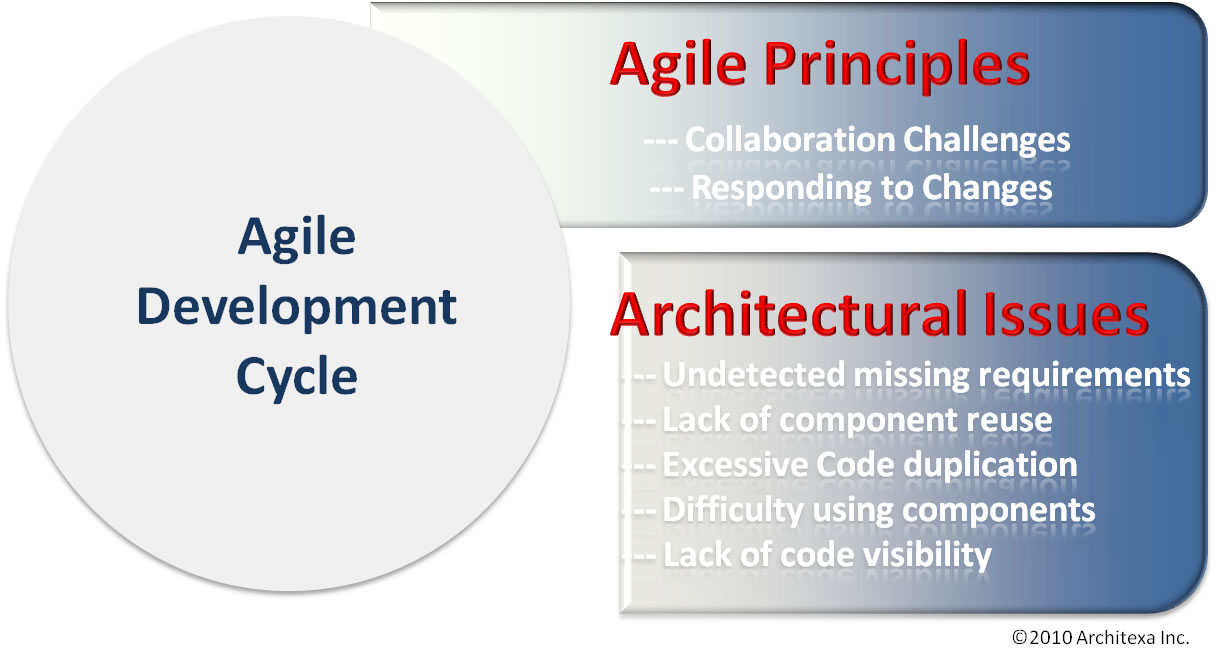 Agile
Development
Cycle
Agile Principles
--- Collaboration Challenges
--- Responding to Changes
Architectural Issues
--- Undetected missing requirements
--- Lack of component reuse
--- Excessive Code duplication
--- Difficulty using components
--- Lack of code visibility
©2010 Architexa Inc.